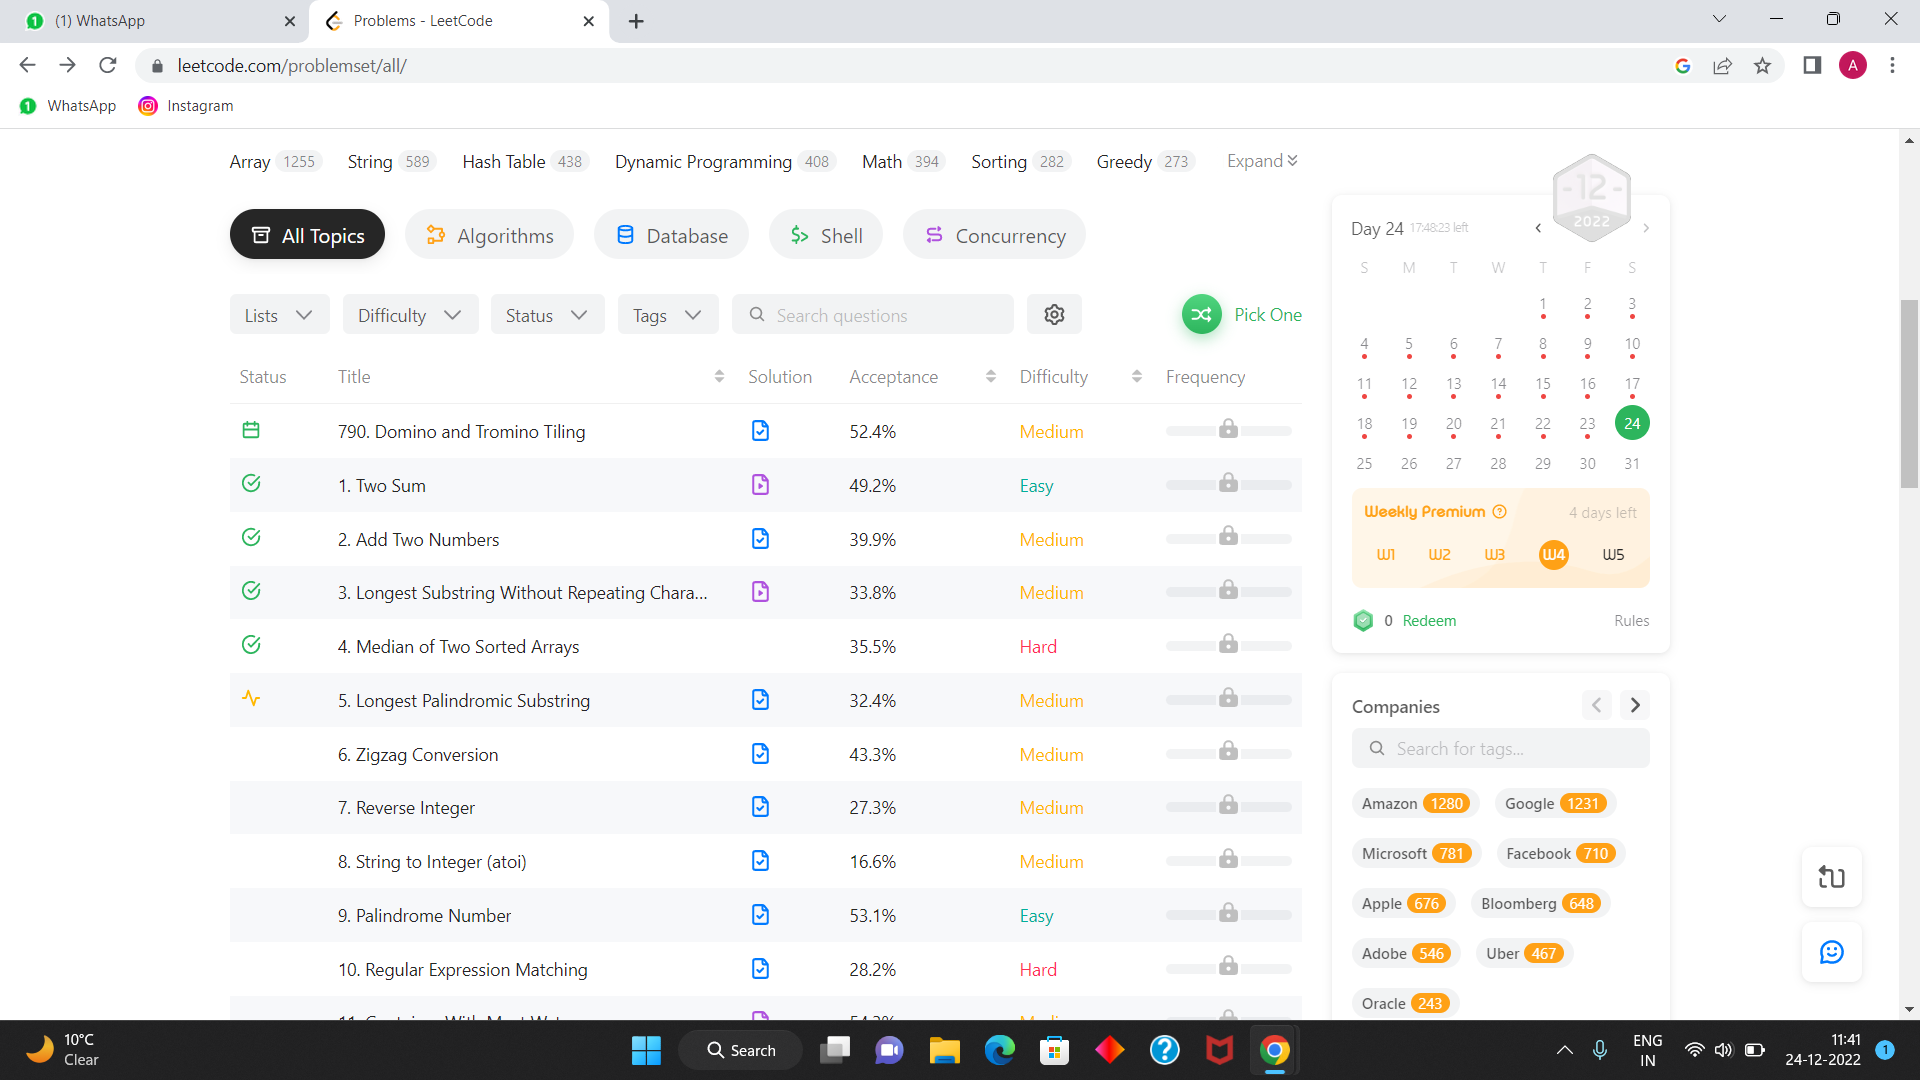 (1) WhatsApp
Problems - LeetCode
leetcode.com/problemset/all/
A
WhatsApp
Instagram
Array 1255 String 589 Hash Table 438 Dynamic Programming 408 Math 394 Sorting 282 Greedy 273 Expand
All Topics Algorithms Database Shell Concurrency
Lists Difficulty Status Tags Search questions Pick One
Status Title Solution Acceptance Difficulty Frequency
790. Domino and Tromino Tiling 52.4% Medium
1. Two Sum 49.2% Easy
2. Add Two Numbers 39.9% Medium
3. Longest Substring Without Repeating Chara... 33.8% Medium
4. Median of Two Sorted Arrays 35.5% Hard
5. Longest Palindromic Substring 32.4% Medium
6. Zigzag Conversion 43.3% Medium
7. Reverse Integer 27.3% Medium
8. String to Integer (atoi) 16.6% Medium
9. Palindrome Number 53.1% Easy
10. Regular Expression Matching 28.2% Hard
-12-
2022
Day 24 17:48:23 left
S M T W T F S
1 2 3
4 5 6 7 8 9 10
11 12 13 14 15 16 17
18 19 20 21 22 23 24
25 26 27 28 29 30 31
Weekly Premium ? 4 days left
W1 W2 W3 W4 W5
0 Redeem Rules
Companies
Search for tags...
Amazon 1280 Google 1231
Microsoft 781 Facebook 710
Apple 676 Bloomberg 648
Adobe 546 Uber 467
Oracle 243
10°C
Clear
Search
ENG
IN
11:41
24-12-2022
1